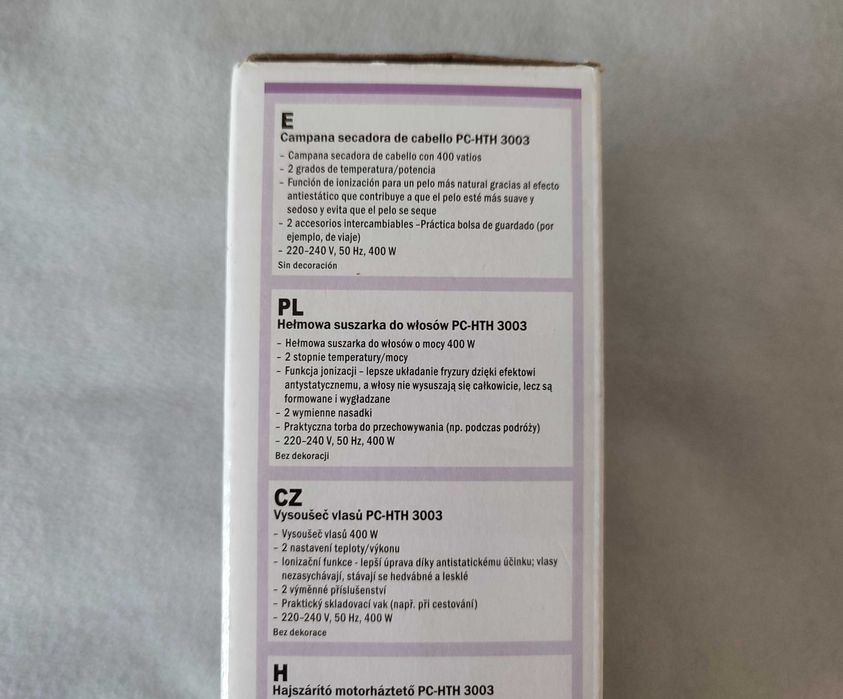 E
Campana secadora de cabello PC-HTH 3003
- Campana secadora de cabello con 400 vatios
- 2 grados de temperatura/potencia
- Función de ionización para un pelo más natural gracias al efecto
antiestático que contribuye a que el pelo esté más suave y
sedoso y evita que el pelo se seque
- 2 accesorios intercambiables –Práctica bolsa de guardado (por
ejemplo, de viaje)
- 220-240 V, 50 Hz, 400 W
Sin decoración
PL
Hełmowa suszarka do włosów PC-HTH 3003
- Hełmowa suszarka do włosów o mocy 400 W
- 2 stopnie temperatury/mocy
- Funkcja jonizacji – lepsze układanie fryzury dzięki efektowi
antystatycznemu, a włosy nie wysuszają się całkowicie, lecz są
formowane i wygładzane
- 2 wymienne nasadki
- Praktyczna torba do przechowywania (np. podczas podróży)
- 220-240 V, 50 Hz, 400 W
Bez dekoracji
CZ
Vysoušeč vlasů PC-HTH 3003
- Vysoušeč vlasů 400 W
- 2 nastavení teploty/výkonu
- Ionizační funkce - lepší úprava díky antistatickému účinku; vlasy
nezasychávají, stávají se hedvábné a lesklé
- 2 výměnné příslušenství
- Praktický skladovací vak (např. při cestování)
- 220-240 V, 50 Hz, 400 W
Bez dekorace
H
Hajszárító motorháztető PC-HTH 3003